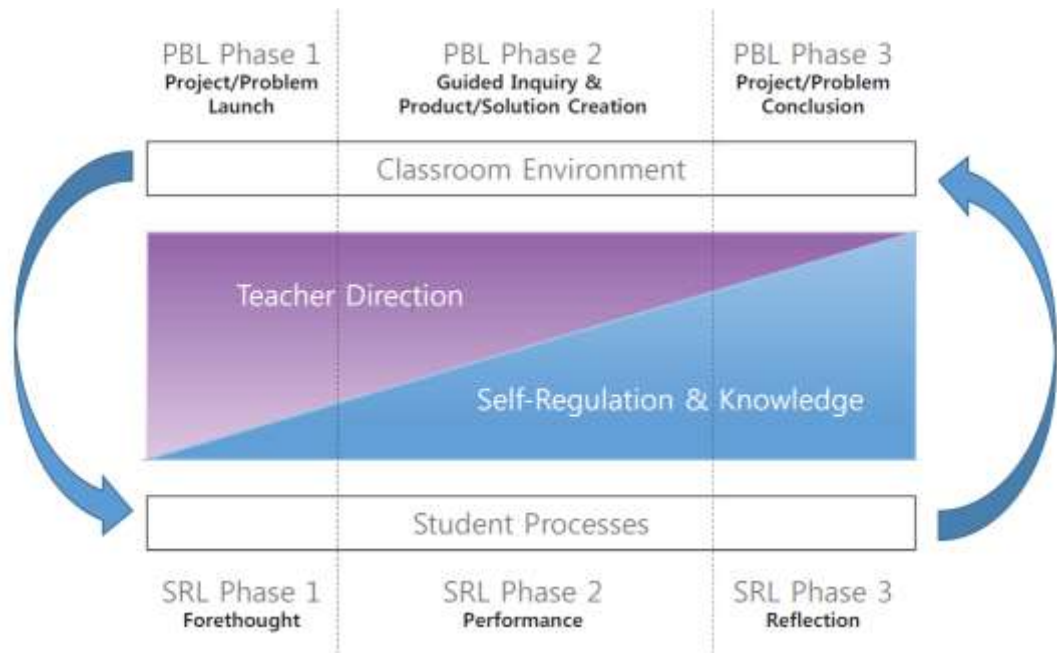 PBL Phase 1
Project/Problem
Launch
PBL Phase 2
Guided Inquiry &
Product/Solution Creation
PBL Phase 3
Project/Problem
Conclusion
Classroom Environment
Teacher Direction
Self-Regulation & Knowledge
Student Processes
SRL Phase 1
Forethought
SRL Phase 2
Performance
SRL Phase 3
Reflection